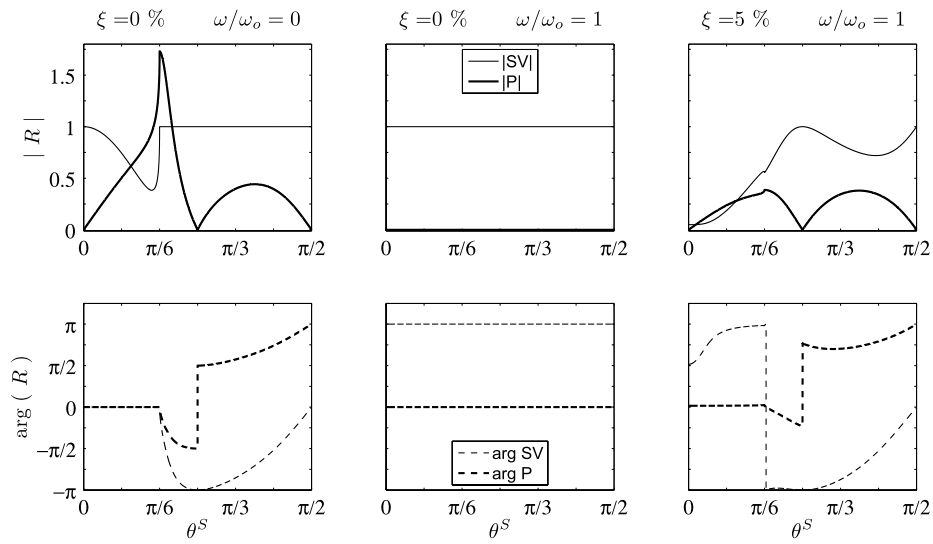 ξ =0 % ω/ωo = 0
ξ =0 % ω/ωo = 1
ξ =5 % ω/ωo = 1
| R |
1.5
1
0.5
0
0 π/6 π/3 π/2
|SV|
|P|
0 π/6 π/3 π/2
0 π/6 π/3 π/2
arg ( R )
π
π/2
0
−π/2
−π
0 π/6 π/3 π/2
θS
arg SV
arg P
0 π/6 π/3 π/2
θS
0 π/6 π/3 π/2
θS